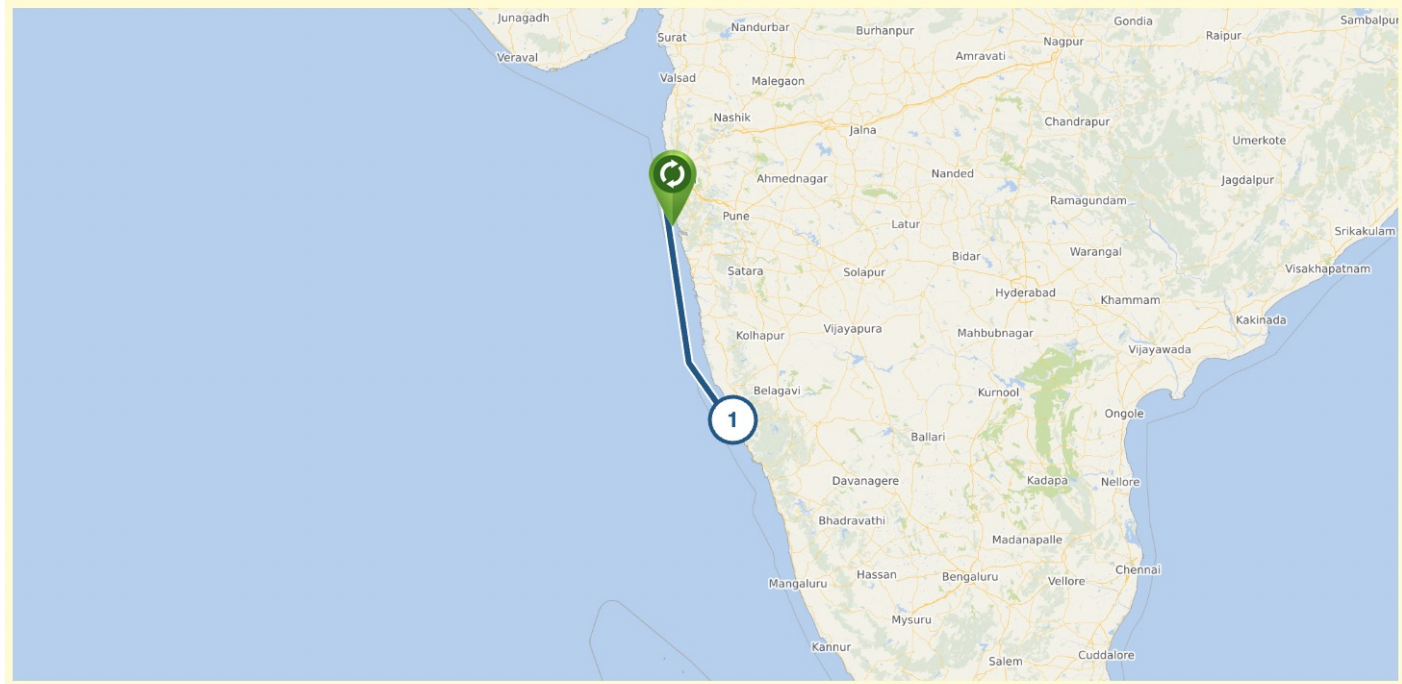 Junagadh
Gondia
Sambalpur
Nandurbar
Burhanpur
Raipur
Surat
Nagpur
Veraval
Amravati
Valsad
Malegaon
Nashik
Chandrapur
Jalna
Umerkote
Ahmednagar
Nanded
Jagdalpur
Ramagundam
Pune
Latur
Srikakulam
Bidar
Warangal
Satara
Solapur
Visakhapatnam
Hyderabad
Khammam
Kakinada
Kolhapur
Vijayapura
Mahbubnagar
Vijayawada
Belagavi
Kurnool
Ongole
1
Ballari
Davanagere
Kadapa
Nellore
Bhadravathi
Madanapalle
Chennai
Mangaluru
Hassan
Bengaluru
Vellore
Mysuru
Kannur
Salem
Cuddalore